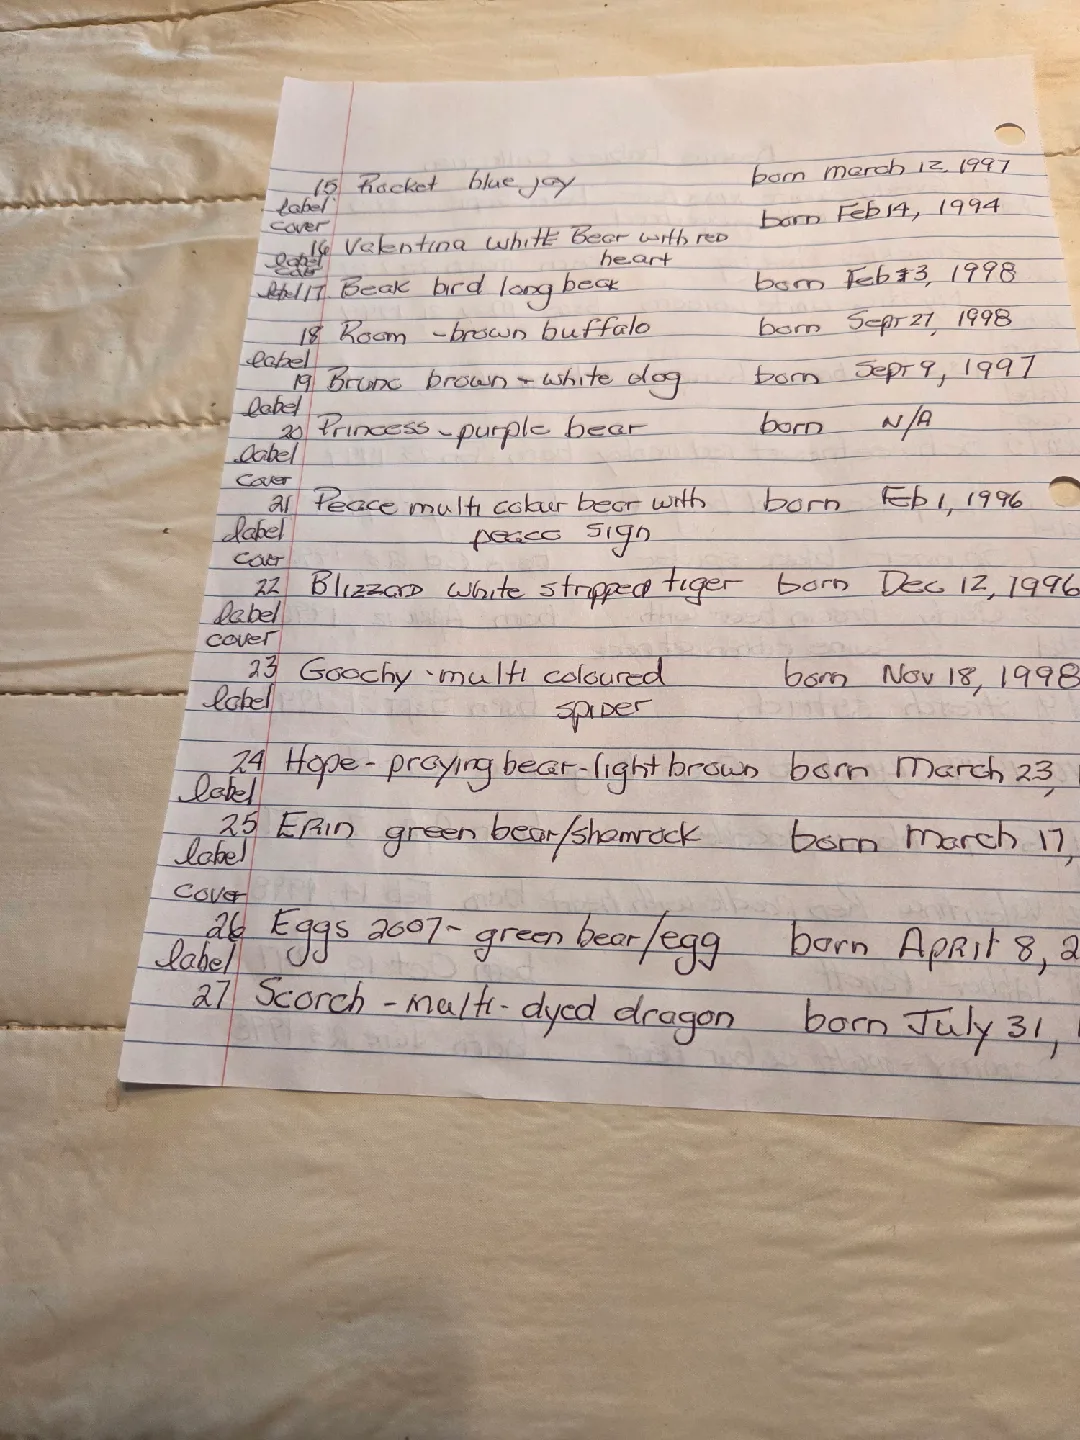 15 Rocket blue jay born march 12, 1997
label
cover born Feb 14, 1994
16 Valentina white Bear with red
label heart
label 17 Beak bird long beak born Feb 3, 1998
18 Roam - brown buffalo born Sept 27, 1998
label
19 Bruno brown + white dog born Sept 9, 1997
label
20 Princess - purple bear born N/A
label
cover
21 Peace multi colour bear with born Feb 1, 1996
label peace sign
cover
22 Blizzard white stripped tiger born Dec 12, 1996
label
cover
23 Goochy - multi coloured born Nov 18, 1998
label spider
24 Hope - praying bear - light brown born March 23,
label
25 ERin green bear/shamrock born March 17,
label
cover
26 Eggs 2007 - green bear/egg born April 8, 2
label
27 Scorch - multi - dyed dragon born July 31, 1